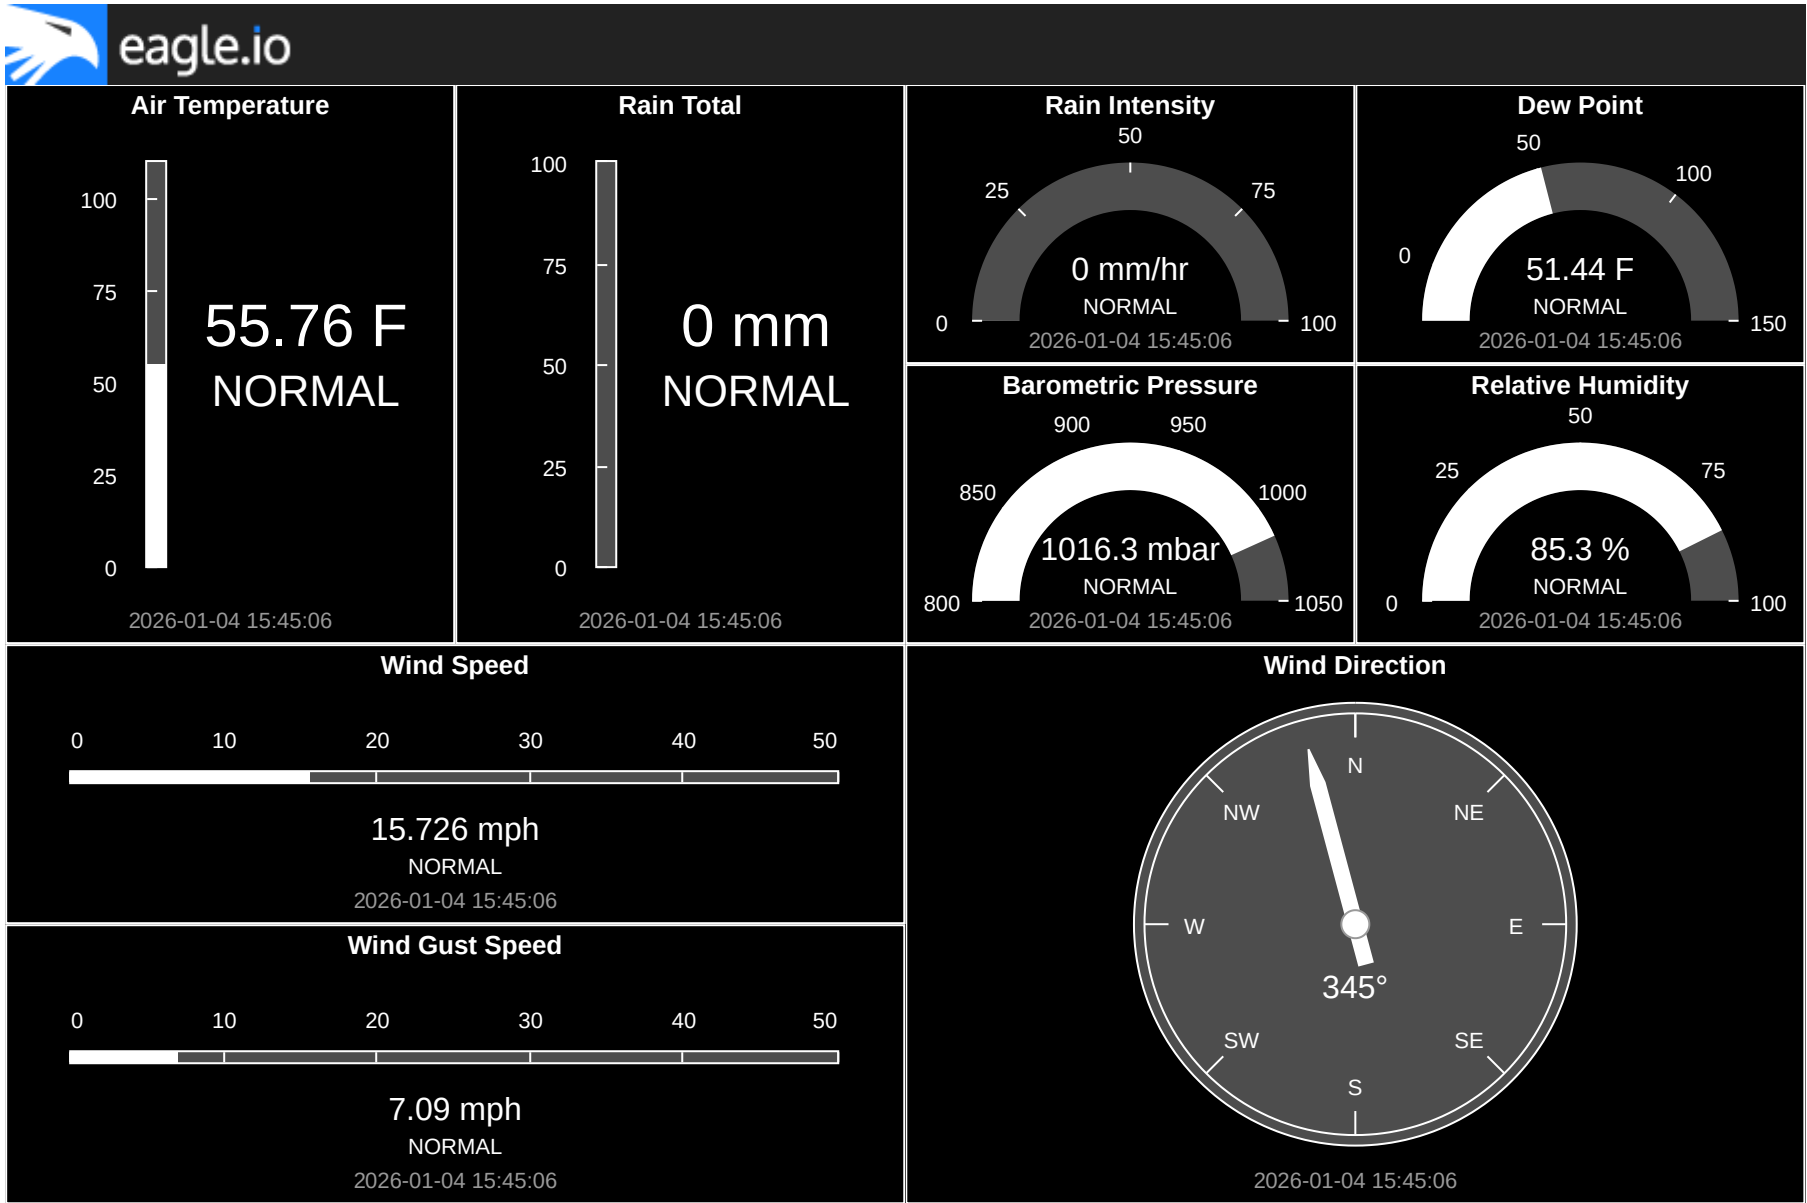 eagle.io
Air Temperature
100
75
50
25
0
55.76 F
NORMAL
2026-01-04 15:45:06
Rain Total
100
75
50
25
0
0 mm
NORMAL
2026-01-04 15:45:06
Rain Intensity
50
25
75
0
100
0 mm/hr
NORMAL
2026-01-04 15:45:06
Dew Point
50
100
0
150
51.44 F
NORMAL
2026-01-04 15:45:06
Barometric Pressure
900
950
850
1000
800
1050
1016.3 mbar
NORMAL
2026-01-04 15:45:06
Relative Humidity
50
25
75
0
100
85.3 %
NORMAL
2026-01-04 15:45:06
Wind Speed
0 10 20 30 40 50
15.726 mph
NORMAL
2026-01-04 15:45:06
Wind Gust Speed
0 10 20 30 40 50
7.09 mph
NORMAL
2026-01-04 15:45:06
Wind Direction
N
NW
NE
W
E
345°
SW
SE
S
2026-01-04 15:45:06